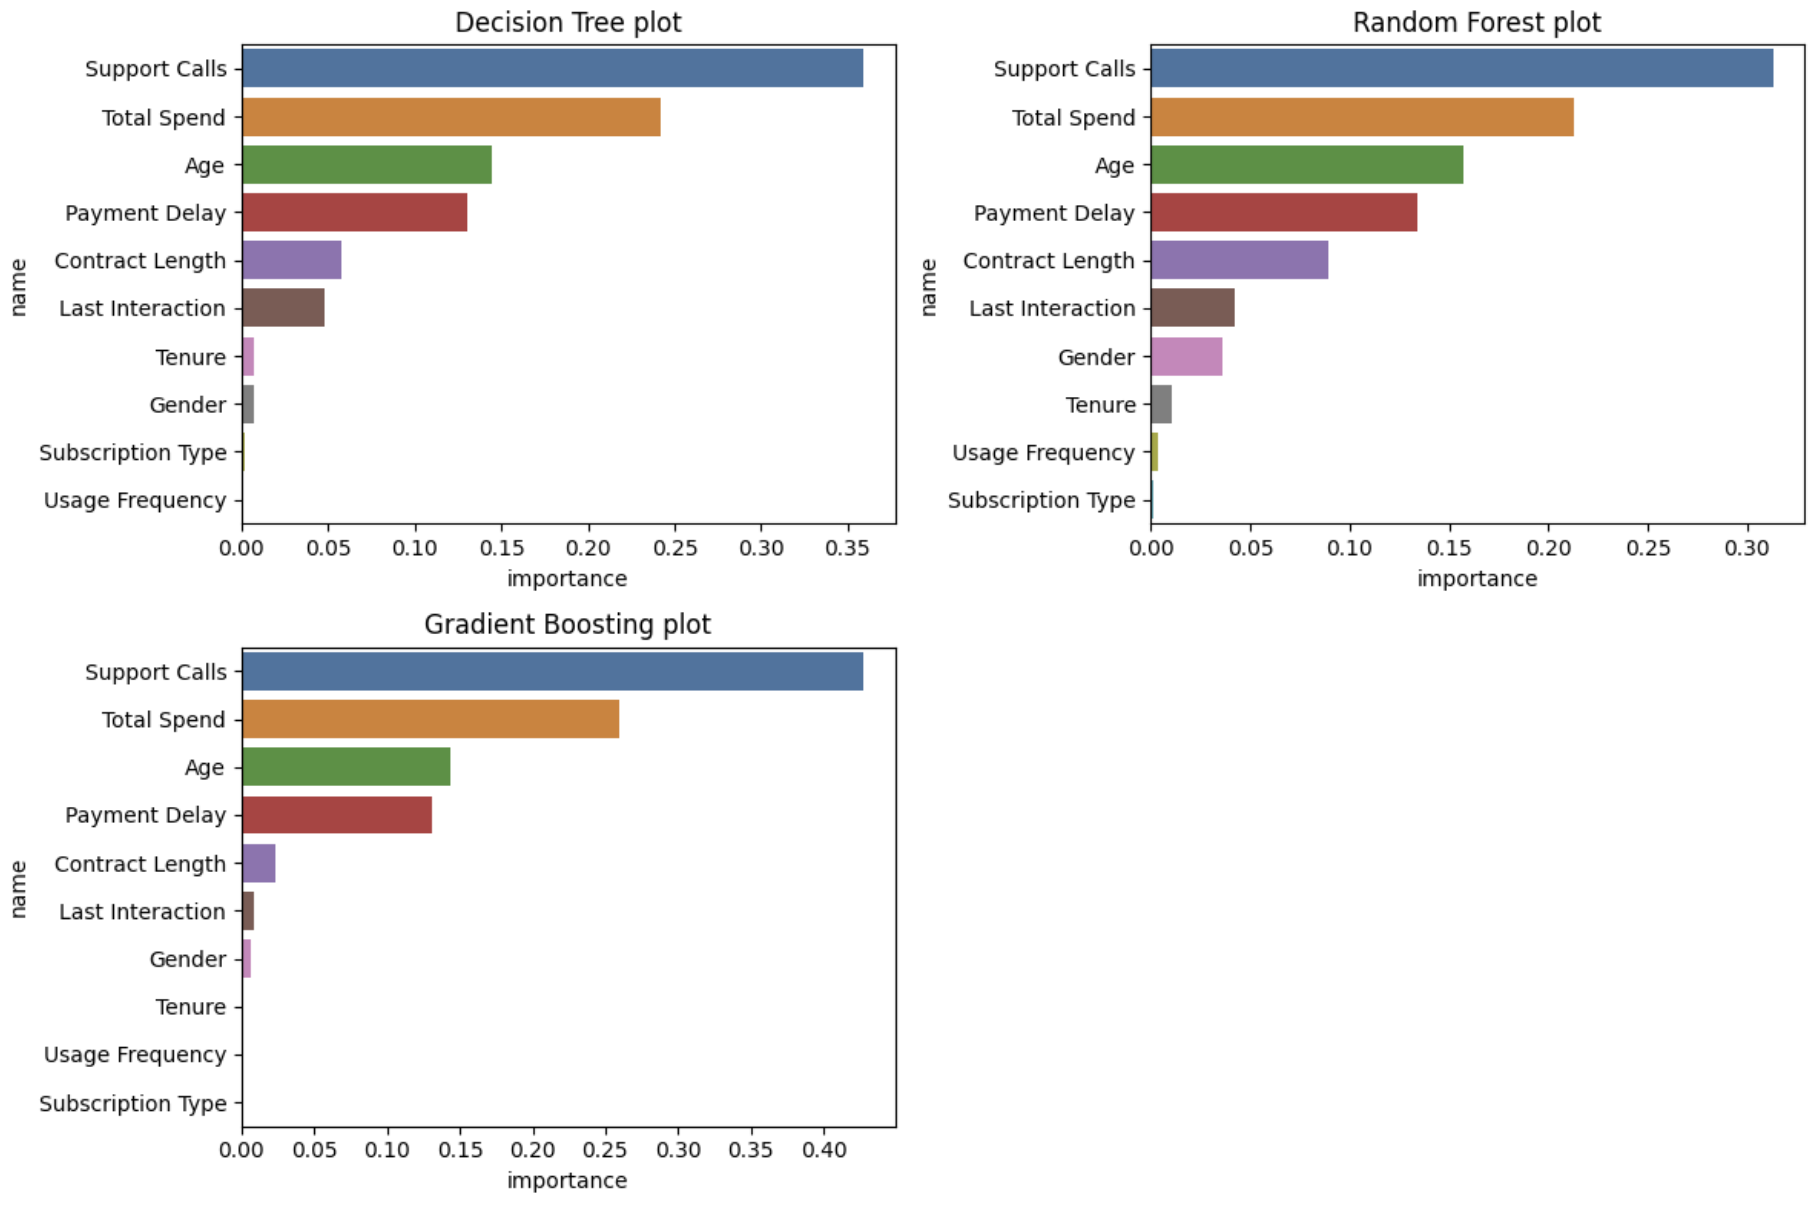 Decision Tree plot
name
Support Calls
Total Spend
Age
Payment Delay
Contract Length
Last Interaction
Tenure
Gender
Subscription Type
Usage Frequency
0.00 0.05 0.10 0.15 0.20 0.25 0.30 0.35
importance
Random Forest plot
name
Support Calls
Total Spend
Age
Payment Delay
Contract Length
Last Interaction
Gender
Tenure
Usage Frequency
Subscription Type
0.00 0.05 0.10 0.15 0.20 0.25 0.30
importance
Gradient Boosting plot
name
Support Calls
Total Spend
Age
Payment Delay
Contract Length
Last Interaction
Gender
Tenure
Usage Frequency
Subscription Type
0.00 0.05 0.10 0.15 0.20 0.25 0.30 0.35 0.40
importance